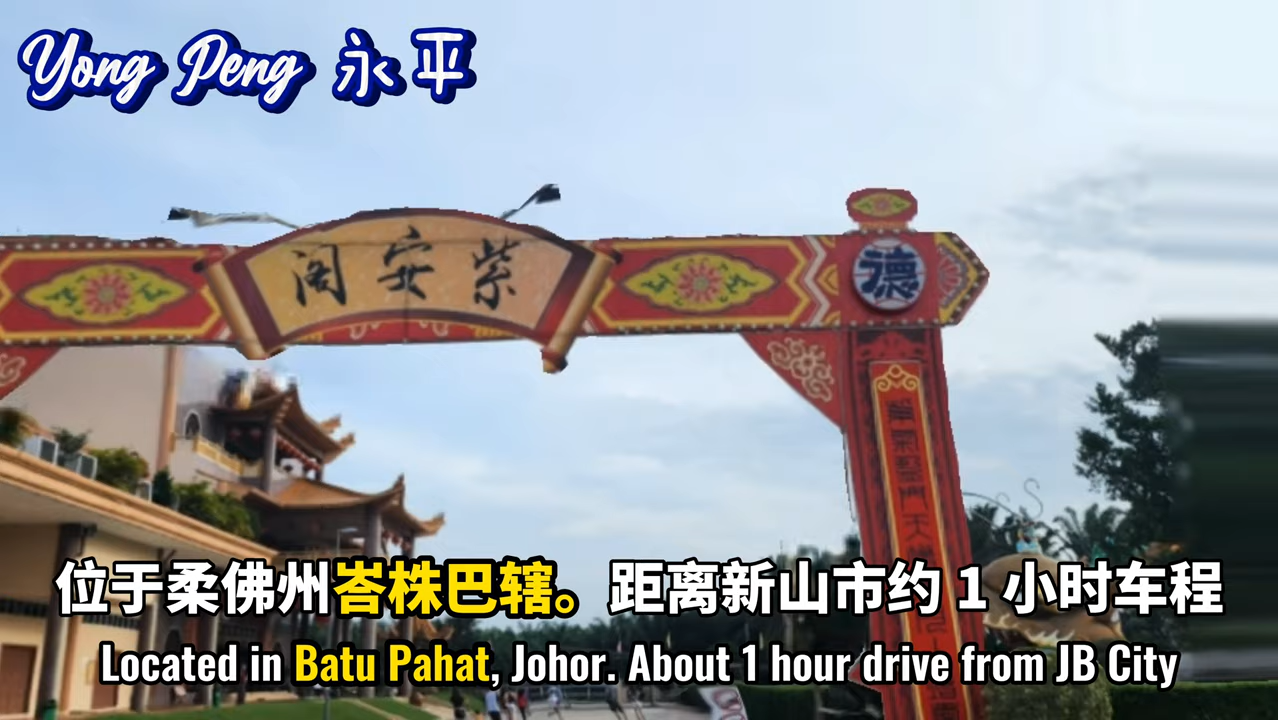 Yong Peng 永平
紫安阁
德
位于柔佛州峇株巴辖。距离新山市约 1 小时车程
Located in Batu Pahat, Johor. About 1 hour drive from JB City